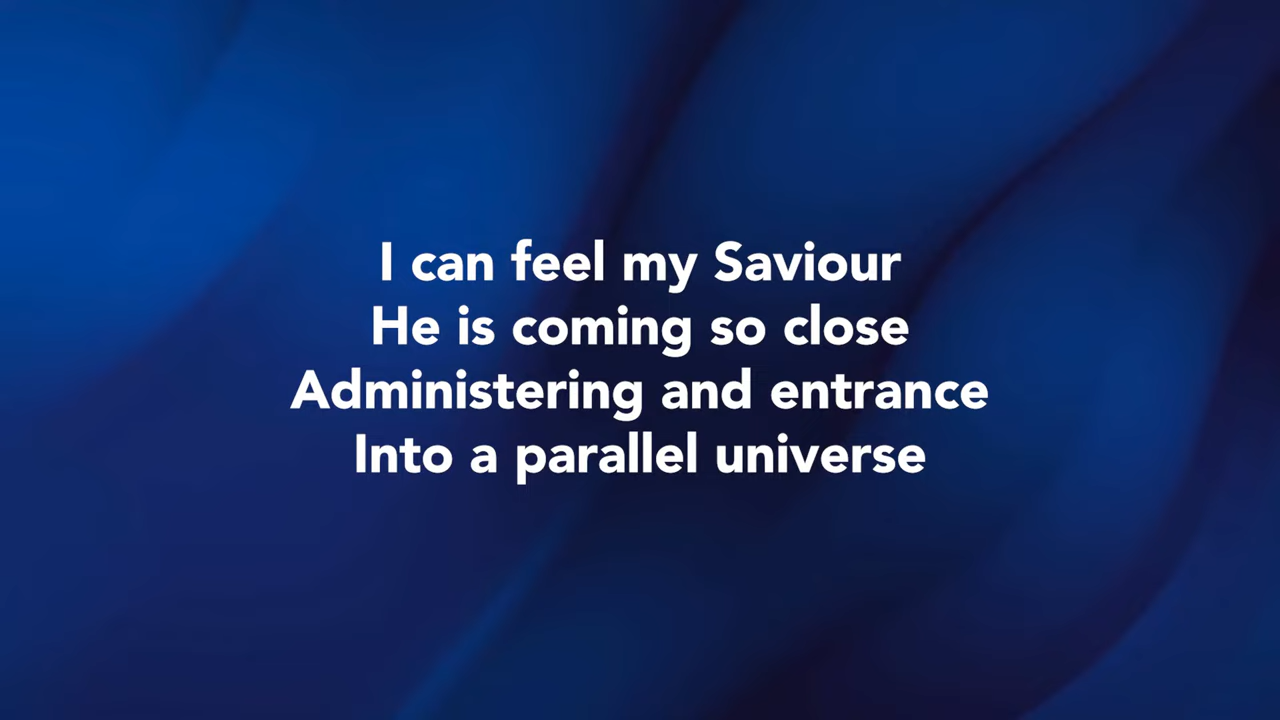 I can feel my Saviour
He is coming so close
Administering and entrance
Into a parallel universe